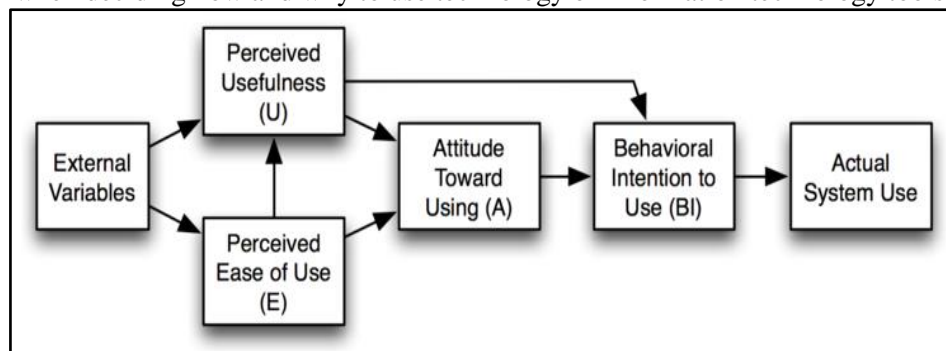 Perceived
Usefulness
(U)
External
Variables
Attitude
Toward
Using (A)
Behavioral
Intention to
Use (BI)
Actual
System Use
Perceived
Ease of Use
(E)